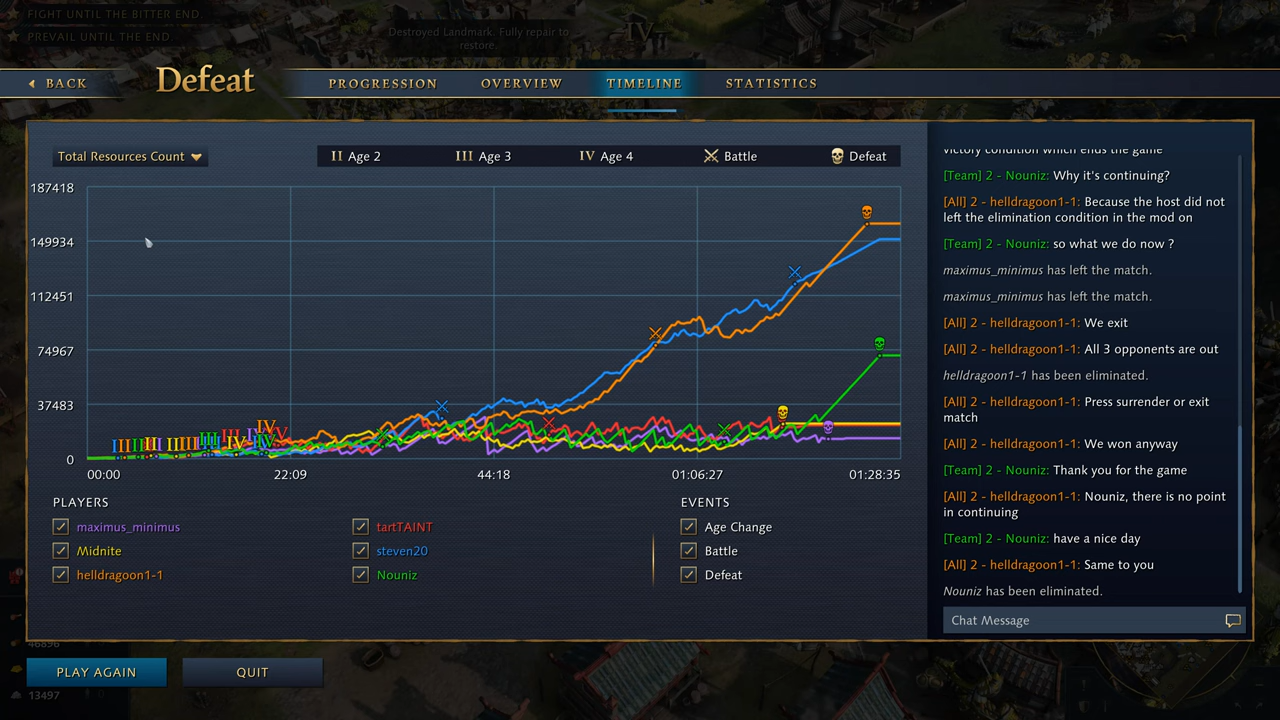 FIGHT UNTIL THE BITTER END.
PREVAIL UNTIL THE END.
Destroyed Landmark. Fully repair to
restore.
IV
BACK
Defeat
PROGRESSION
OVERVIEW
TIMELINE
STATISTICS
Total Resources Count
II Age 2
III Age 3
IV Age 4
Battle
Defeat
187418
149934
112451
74967
37483
0
00:00
22:09
44:18
01:06:27
01:28:35
PLAYERS
maximus_minimus
Midnite
helldragoon1-1
tartTAINT
steven20
Nouniz
EVENTS
Age Change
Battle
Defeat
victory condition which ends the game
[Team] 2 - Nouniz: Why it's continuing?
[All] 2 - helldragoon1-1: Because the host did not
left the elimination condition in the mod on
[Team] 2 - Nouniz: so what we do now ?
maximus_minimus has left the match.
maximus_minimus has left the match.
[All] 2 - helldragoon1-1: We exit
[All] 2 - helldragoon1-1: All 3 opponents are out
helldragoon1-1 has been eliminated.
[All] 2 - helldragoon1-1: Press surrender or exit
match
[All] 2 - helldragoon1-1: We won anyway
[Team] 2 - Nouniz: Thank you for the game
[All] 2 - helldragoon1-1: Nouniz, there is no point
in continuing
[Team] 2 - Nouniz: have a nice day
[All] 2 - helldragoon1-1: Same to you
Nouniz has been eliminated.
Chat Message
46896
PLAY AGAIN
QUIT
13497